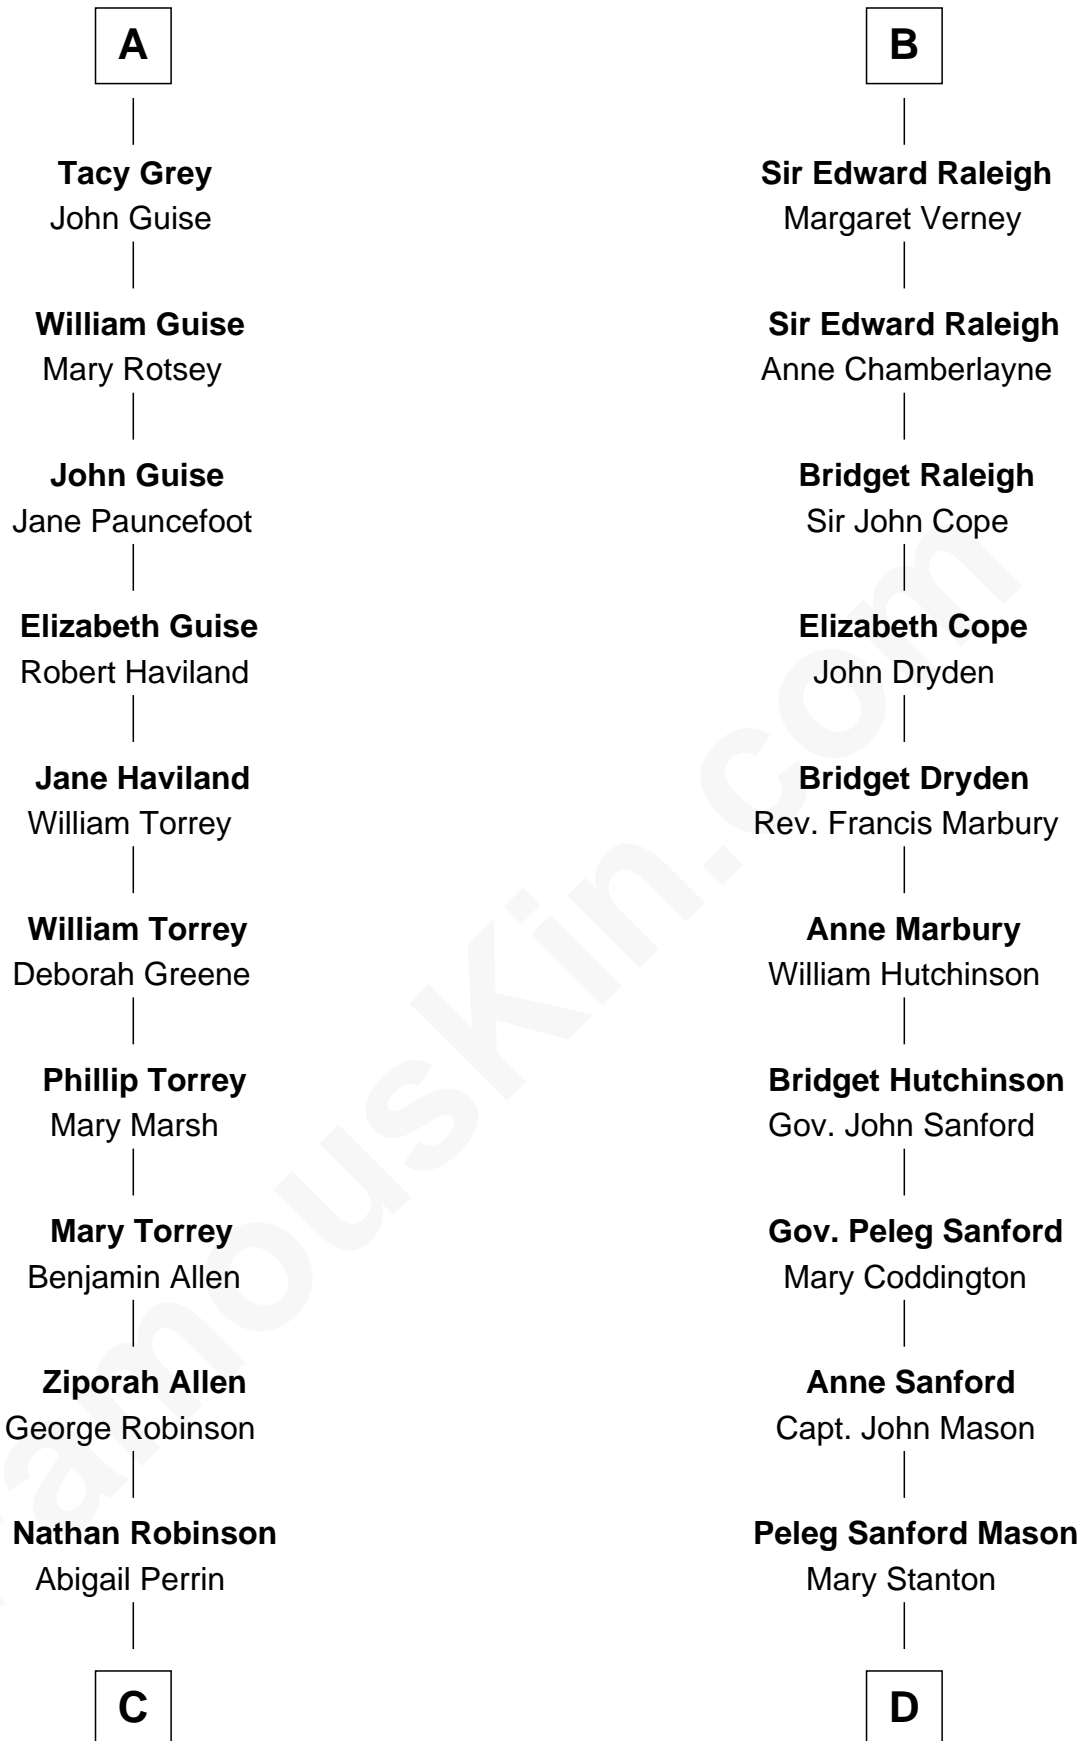 A
Tacy Grey
John Guise
William Guise
Mary Rotsey
John Guise
Jane Pauncefoot
Elizabeth Guise
Robert Haviland
Jane Haviland
William Torrey
William Torrey
Deborah Greene
Phillip Torrey
Mary Marsh
Mary Torrey
Benjamin Allen
Ziporah Allen
George Robinson
Nathan Robinson
Abigail Perrin
C
B
Sir Edward Raleigh
Margaret Verney
Sir Edward Raleigh
Anne Chamberlayne
Bridget Raleigh
Sir John Cope
Elizabeth Cope
John Dryden
Bridget Dryden
Rev. Francis Marbury
Anne Marbury
William Hutchinson
Bridget Hutchinson
Gov. John Sanford
Gov. Peleg Sanford
Mary Coddington
Anne Sanford
Capt. John Mason
Peleg Sanford Mason
Mary Stanton
D
famouskin.com